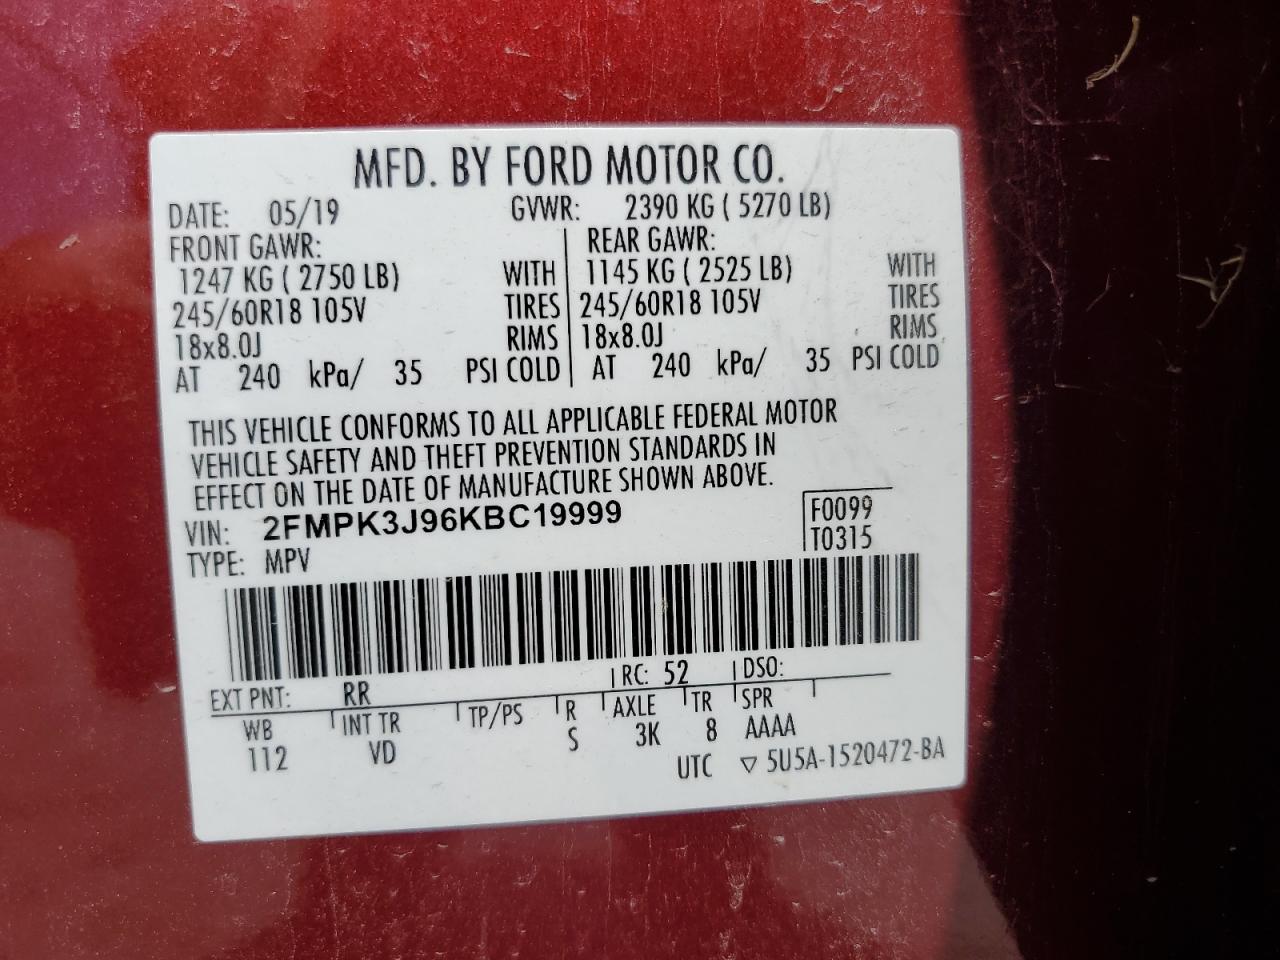 MFD. BY FORD MOTOR CO.
DATE: 05/19 GVWR: 2390 KG ( 5270 LB)
FRONT GAWR: REAR GAWR:
1247 KG ( 2750 LB) WITH 1145 KG ( 2525 LB) WITH
245/60R18 105V TIRES 245/60R18 105V TIRES
18x8.0J RIMS 18x8.0J RIMS
AT 240 kPa/ 35 PSI COLD AT 240 kPa/ 35 PSI COLD
THIS VEHICLE CONFORMS TO ALL APPLICABLE FEDERAL MOTOR
VEHICLE SAFETY AND THEFT PREVENTION STANDARDS IN
EFFECT ON THE DATE OF MANUFACTURE SHOWN ABOVE.
VIN: 2FMPK3J96KBC19999 F0099
TYPE: MPV T0315
EXT PNT: RR RC: 52 DSO:
WB INT TR TP/PS R AXLE TR SPR
112 VD S 3K 8 AAAA
UTC ▽ 5U5A-1520472-BA